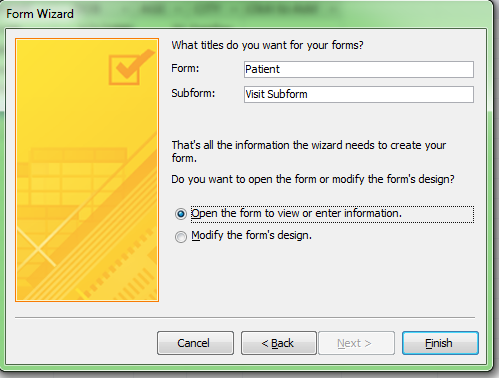 Form Wizard
What titles do you want for your forms?
Form: Patient
Subform: Visit Subform
That's all the information the wizard needs to create your
form.
Do you want to open the form or modify the form's design?
Open the form to view or enter information.
Modify the form's design.
Cancel < Back Next > Finish